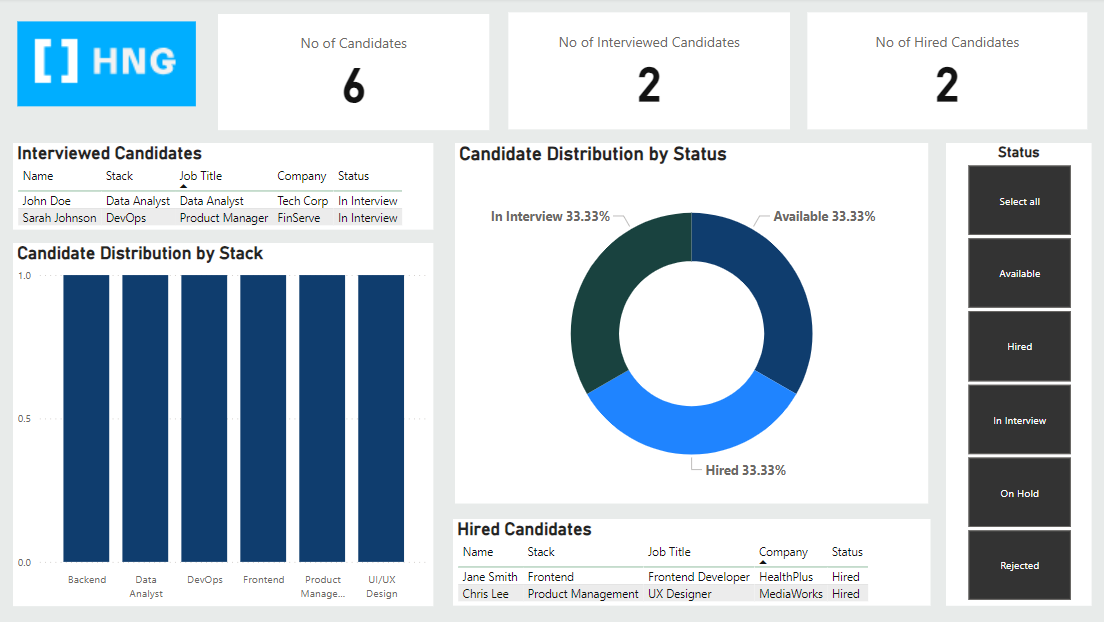 [ ] HNG
No of Candidates
6
No of Interviewed Candidates
2
No of Hired Candidates
2
Interviewed Candidates
Name Stack Job Title Company Status
John Doe Data Analyst Data Analyst Tech Corp In Interview
Sarah Johnson DevOps Product Manager FinServe In Interview
Candidate Distribution by Stack
1.0
0.5
0.0
Backend Data Analyst DevOps Frontend Product Manage... UI/UX Design
Candidate Distribution by Status
In Interview 33.33% Available 33.33%
Hired 33.33%
Hired Candidates
Name Stack Job Title Company Status
Jane Smith Frontend Frontend Developer HealthPlus Hired
Chris Lee Product Management UX Designer MediaWorks Hired
Status
Select all
Available
Hired
In Interview
On Hold
Rejected